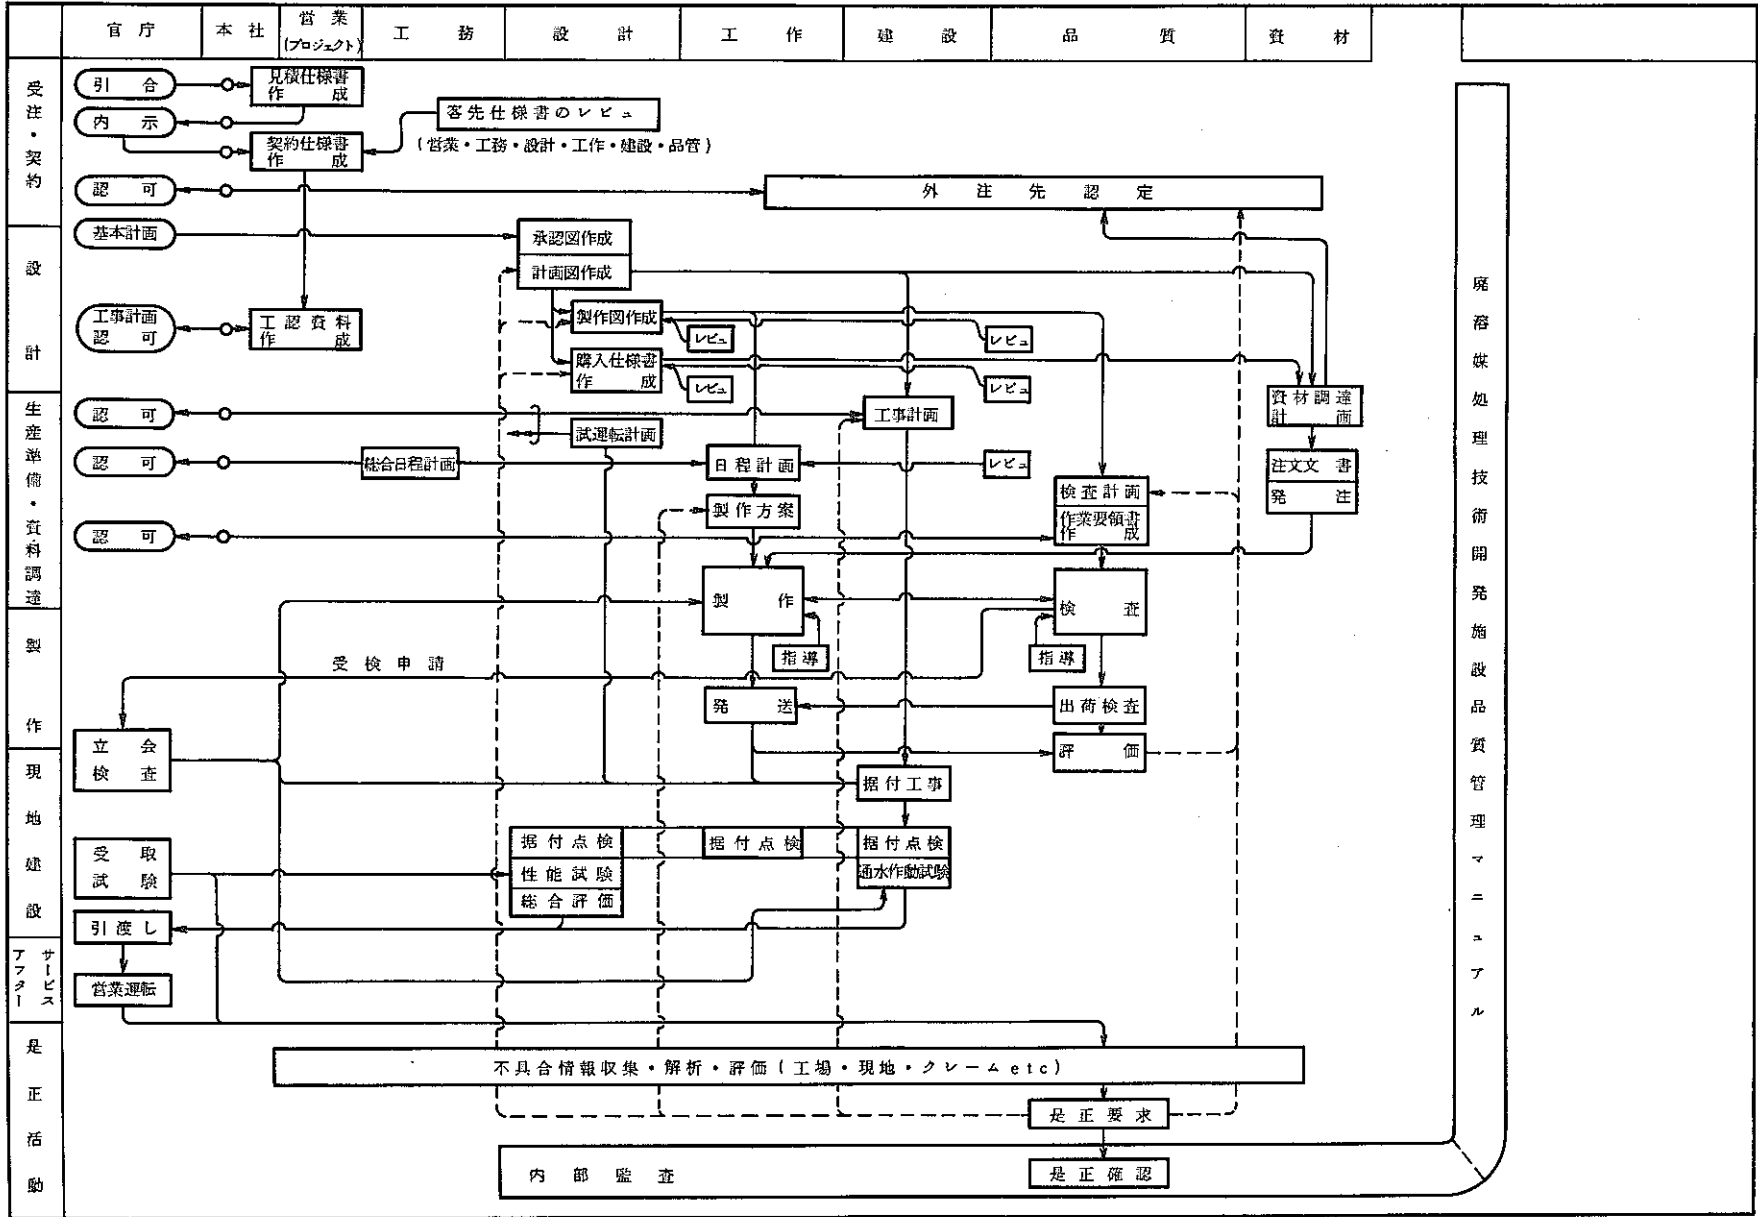 官庁 本社 営業 工務 設計 工作 建設 品質 資材
(プロジェクト)
受注・契約
引合
見積仕様書
作成
内示
客先仕様書のレビュ
契約仕様書
作成
(営業・工務・設計・工作・建設・品管)
認可
外注先認定
設計
基本計画
承認図作成
計画図作成
工事計画
認可
工認資料
作成
製作図作成
レビュ
レビュ
購入仕様書
作成
レビュ
レビュ
資材調達
計画
生産準備・資料調達
認可
工事計画
試運転計画
認可
総合日程計画
日程計画
レビュ
注文文書
発注
検査計画
作業要領書
作成
製作方案
認可
製作
製作
検査
指導
指導
受検申請
発送
出荷検査
立会
検査
評価
現地建設
据付工事
据付点検
性能試験
総合評価
据付点検
据付点検
通水作動試験
受取
試験
引渡し
アフター
サービス
営業運転
是正活動
不具合情報収集・解析・評価(工場・現地・クレームetc)
是正要求
内部監査
是正確認
廃溶媒処理技術開発施設品質管理マニュアル